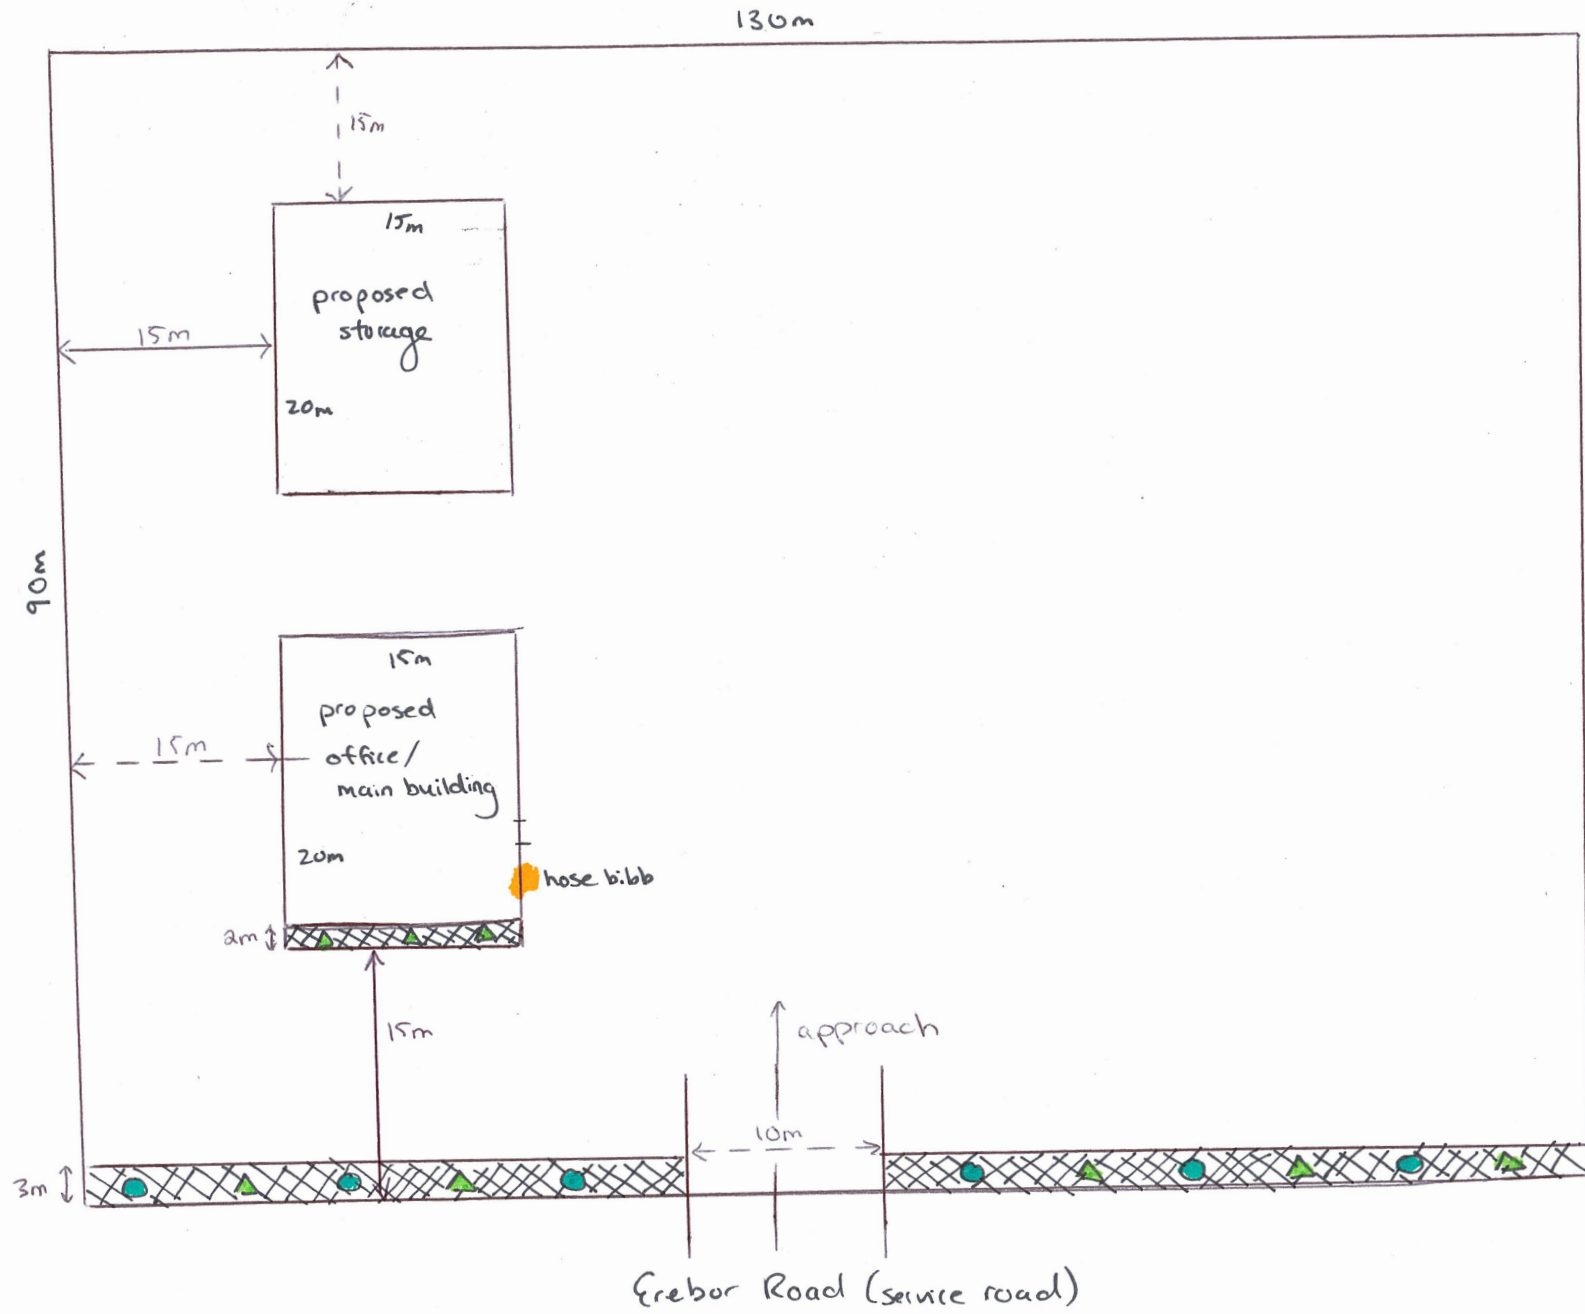 130m
15m
15m
proposed
storage
15m
20m
90m
15m
proposed
15m
office/
main building
20m
hose bibb
2m
15m
approach
10m
3m
Erebor Road (service road)